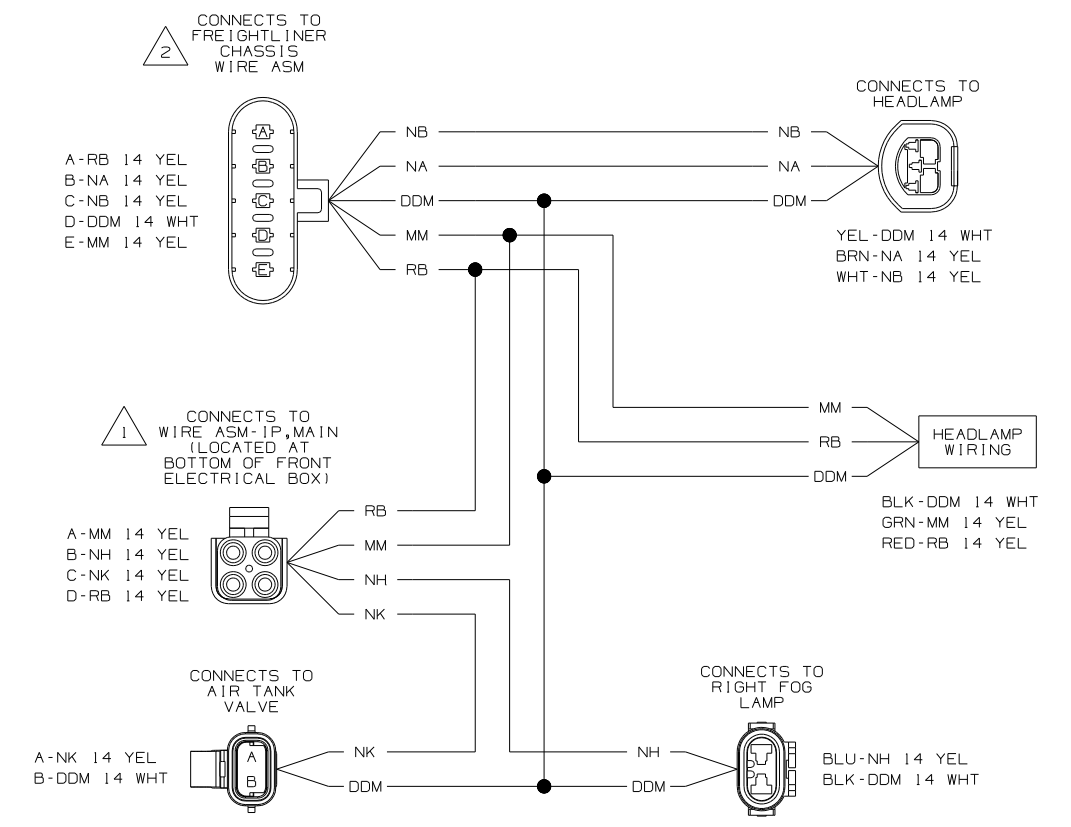 CONNECTS TO
FREIGHTLINER
CHASSIS
WIRE ASM
2
A-RB 14 YEL
B-NA 14 YEL
C-NB 14 YEL
D-DDM 14 WHT
E-MM 14 YEL
A
B
C
D
E
NB
NA
DDM
MM
RB
NB
NA
DDM
CONNECTS TO
HEADLAMP
YEL-DDM 14 WHT
BRN-NA 14 YEL
WHT-NB 14 YEL
1
CONNECTS TO
WIRE ASM-IP,MAIN
(LOCATED AT
BOTTOM OF FRONT
ELECTRICAL BOX)
A-MM 14 YEL
B-NH 14 YEL
C-NK 14 YEL
D-RB 14 YEL
RB
MM
NH
NK
MM
RB
DDM
HEADLAMP
WIRING
BLK-DDM 14 WHT
GRN-MM 14 YEL
RED-RB 14 YEL
CONNECTS TO
AIR TANK
VALVE
A-NK 14 YEL
B-DDM 14 WHT
A
B
NK
DDM
NH
DDM
CONNECTS TO
RIGHT FOG
LAMP
BLU-NH 14 YEL
BLK-DDM 14 WHT